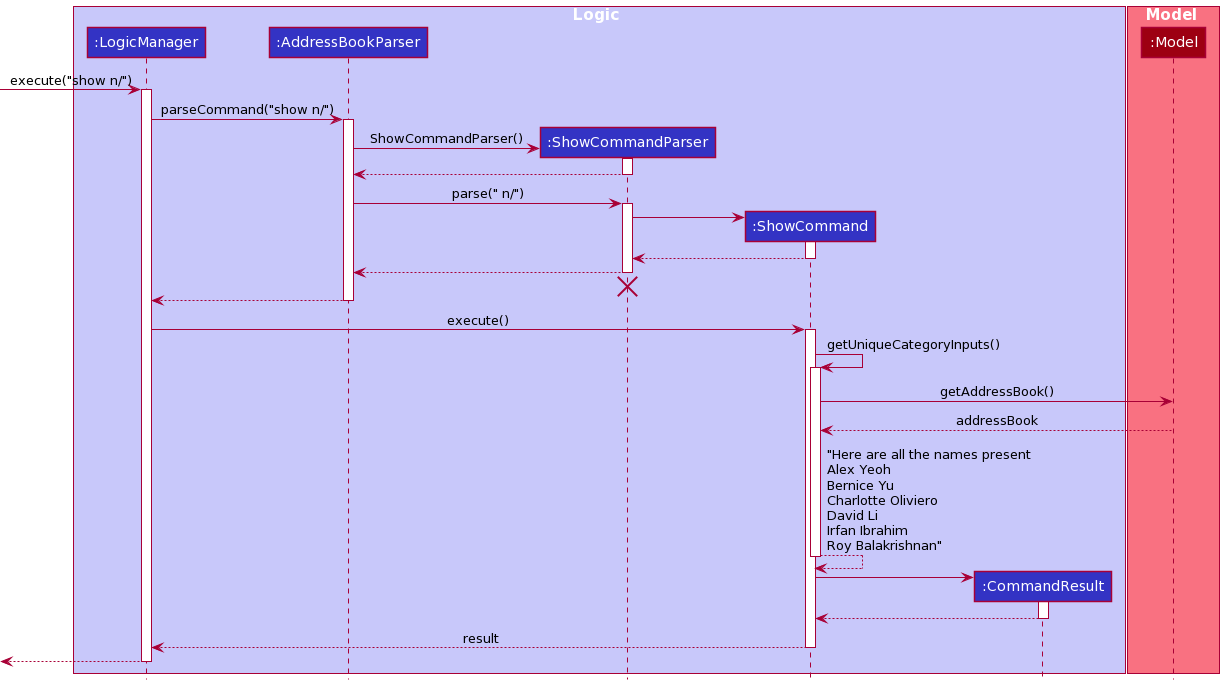 Logic
Model
:LogicManager
:AddressBookParser
:Model
execute("show n/")
parseCommand("show n/")
ShowCommandParser()
:ShowCommandParser
parse(" n/")
:ShowCommand
execute()
getUniqueCategoryInputs()
getAddressBook()
addressBook
"Here are all the names present
Alex Yeoh
Bernice Yu
Charlotte Oliviero
David Li
Irfan Ibrahim
Roy Balakrishnan"
:CommandResult
result